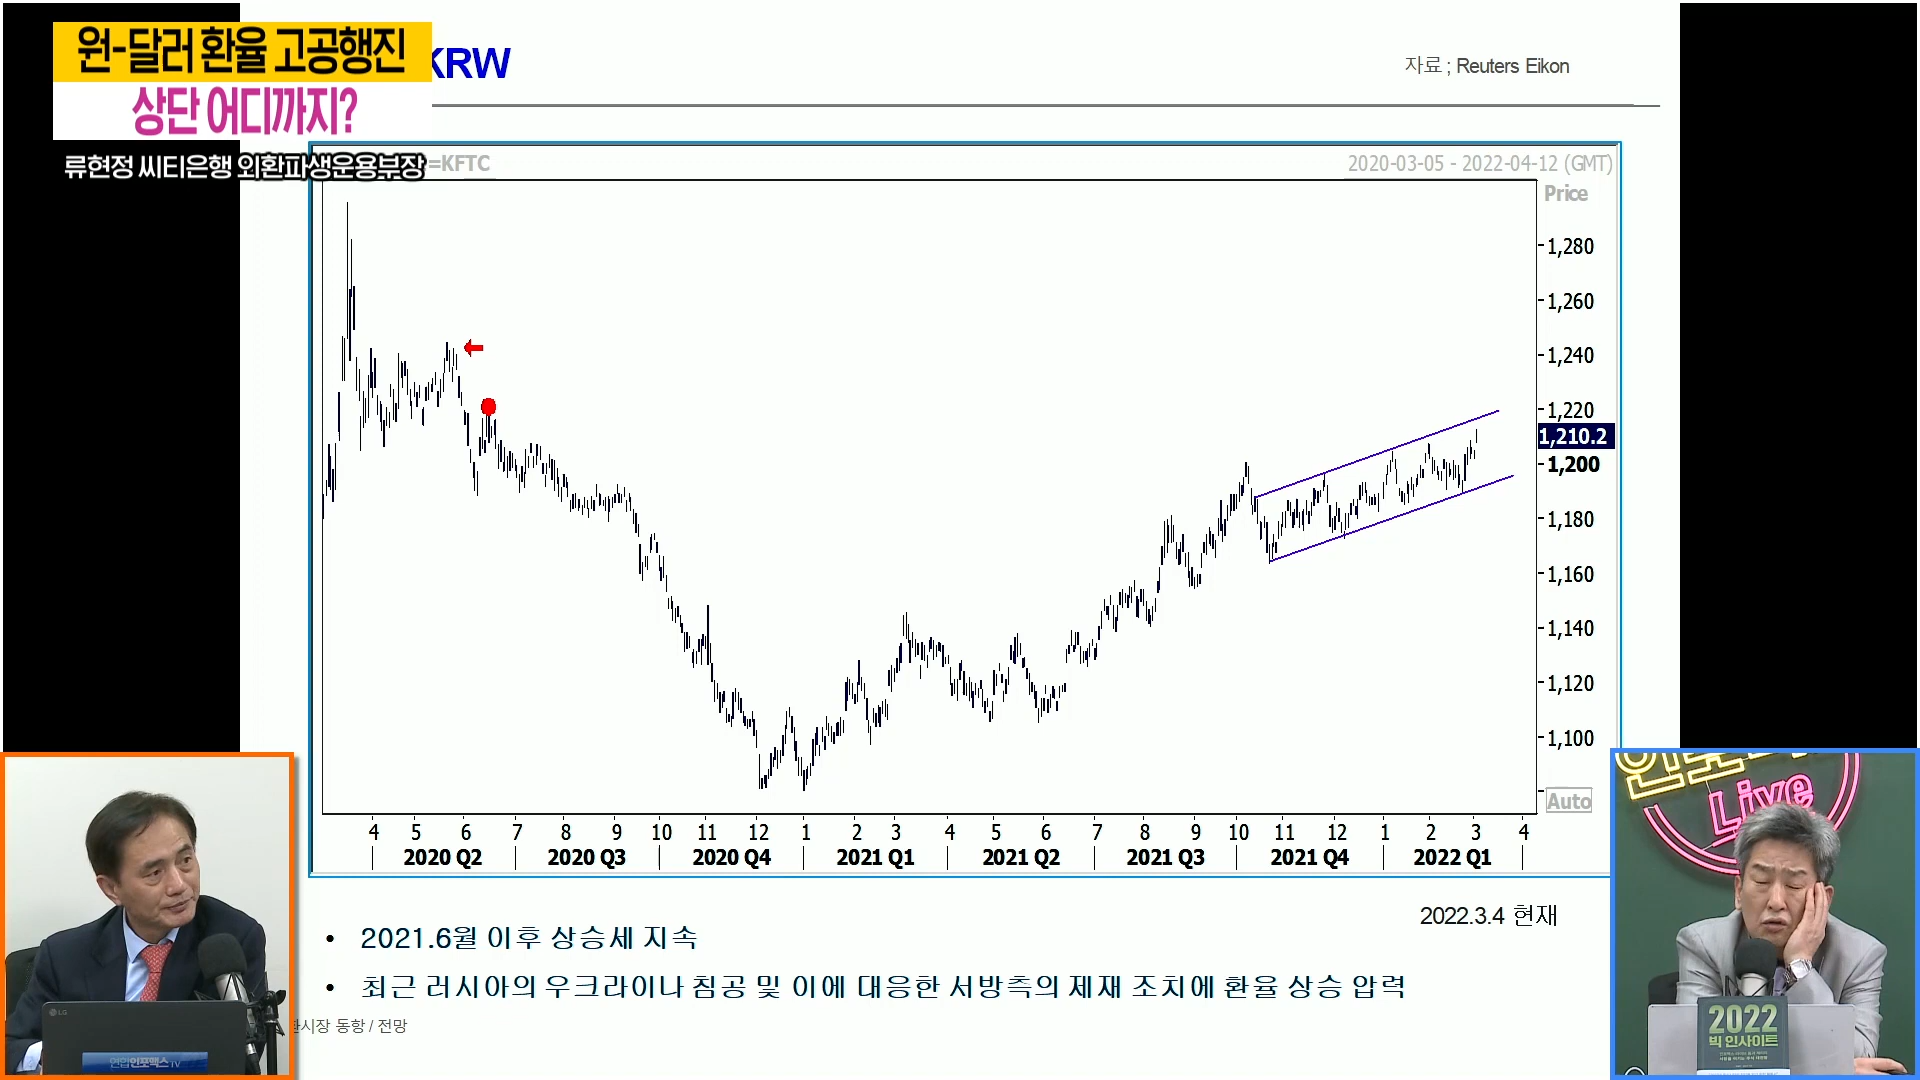 원-달러 환율 고공행진
상단 어디까지?
류현정 씨티은행 외환파생운용부장
KRW
자료 ; Reuters Eikon
=KFTC
2020-03-05 - 2022-04-12 (GMT)
Price
1,280
1,260
1,240
1,220
1,210.2
1,200
1,180
1,160
1,140
1,120
1,100
Auto
4 5 6 7 8 9 10 11 12 1 2 3 4 5 6 7 8 9 10 11 12 1 2 3 4
2020 Q2 2020 Q3 2020 Q4 2021 Q1 2021 Q2 2021 Q3 2021 Q4 2022 Q1
2022.3.4 현재
• 2021.6월 이후 상승세 지속
• 최근 러시아의 우크라이나 침공 및 이에 대응한 서방측의 제재 조치에 환율 상승 압력
시장 동향 / 전망
LG
연합인포맥스TV
Live
2022
빅 인사이트